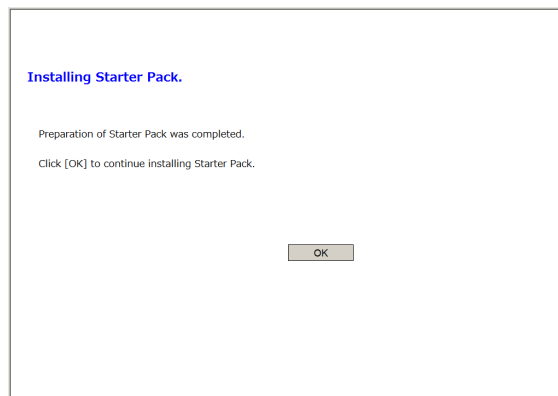 Installing Starter Pack.
Preparation of Starter Pack was completed.
Click [OK] to continue installing Starter Pack.
OK